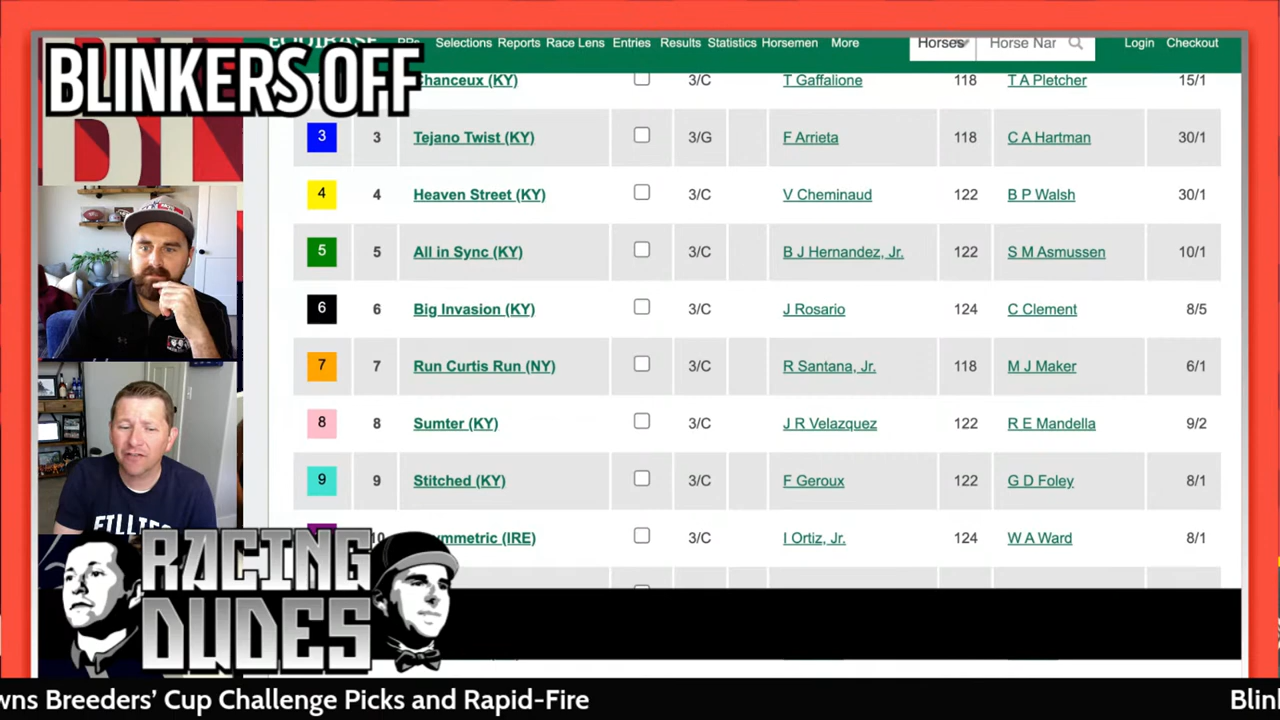 BLINKERS OFF
EQUIBASE
Selections Reports Race Lens Entries Results Statistics Horsemen More Horses Horse Nar Login Checkout
Chanceux (KY) 3/C T Gaffalione 118 T A Pletcher 15/1
3 3 Tejano Twist (KY) 3/G F Arrieta 118 C A Hartman 30/1
4 4 Heaven Street (KY) 3/C V Cheminaud 122 B P Walsh 30/1
5 5 All in Sync (KY) 3/C B J Hernandez, Jr. 122 S M Asmussen 10/1
6 6 Big Invasion (KY) 3/C J Rosario 124 C Clement 8/5
7 7 Run Curtis Run (NY) 3/C R Santana, Jr. 118 M J Maker 6/1
8 8 Sumter (KY) 3/C J R Velazquez 122 R E Mandella 9/2
9 9 Stitched (KY) 3/C F Geroux 122 G D Foley 8/1
10 ymmetric (IRE) 3/C I Ortiz, Jr. 124 W A Ward 8/1
RACING
DUDES
wns Breeders' Cup Challenge Picks and Rapid-Fire
Blin